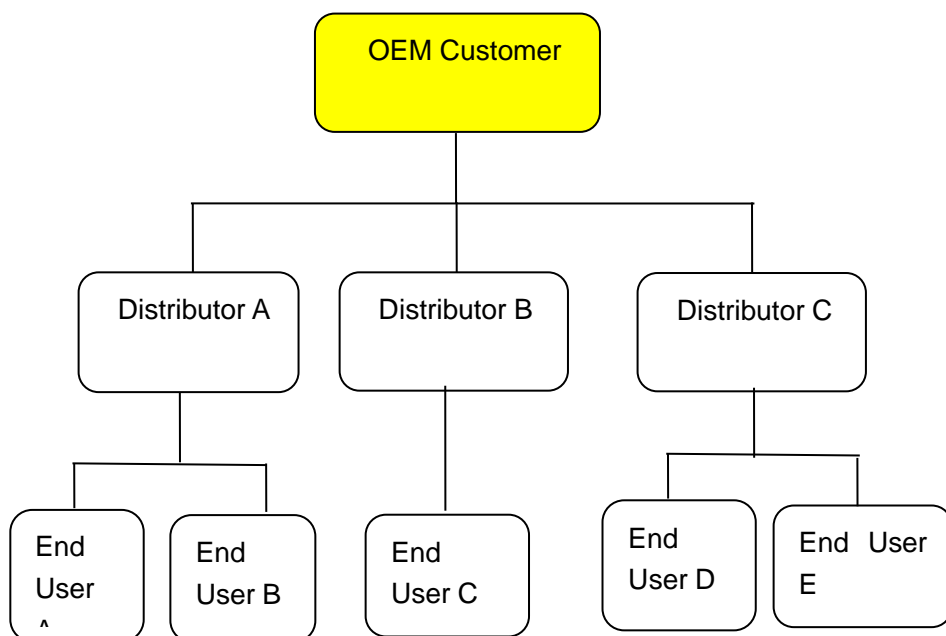 OEM Customer
Distributor A
Distributor B
Distributor C
End
User
End
User B
End
User C
End
User D
End User
E